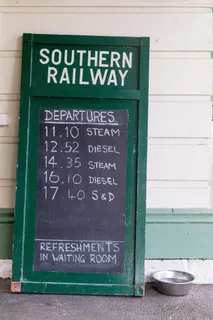 SOUTHERN
RAILWAY
DEPARTURES
11.10 STEAM
12.52 DIESEL
14.35 STEAM
16.10 DIESEL
17.40 S&D
REFRESHMENTS
IN WAITING ROOM